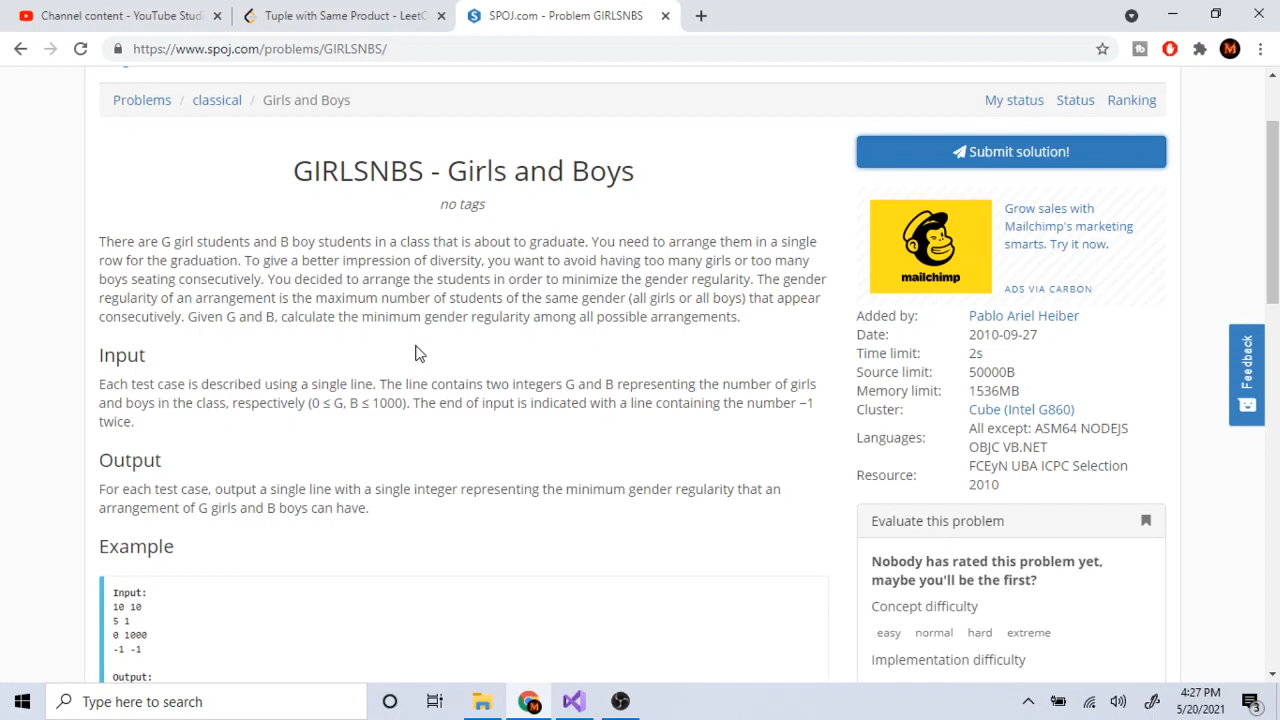 Channel content - YouTube Studi
Tuple with Same Product - LeetC
SPOJ.com - Problem GIRLSNBS
https://www.spoj.com/problems/GIRLSNBS/
Problems / classical / Girls and Boys
My status Status Ranking
GIRLSNBS - Girls and Boys
no tags
There are G girl students and B boy students in a class that is about to graduate. You need to arrange them in a single
row for the graduation. To give a better impression of diversity, you want to avoid having too many girls or too many
boys seating consecutively. You decided to arrange the students in order to minimize the gender regularity. The gender
regularity of an arrangement is the maximum number of students of the same gender (all girls or all boys) that appear
consecutively. Given G and B, calculate the minimum gender regularity among all possible arrangements.
Input
Each test case is described using a single line. The line contains two integers G and B representing the number of girls
and boys in the class, respectively (0 ≤ G, B ≤ 1000). The end of input is indicated with a line containing the number −1
twice.
Output
For each test case, output a single line with a single integer representing the minimum gender regularity that an
arrangement of G girls and B boys can have.
Example
Input:
10 10
5 1
0 1000
-1 -1
Output:
Submit solution!
mailchimp
Grow sales with
Mailchimp's marketing
smarts. Try it now.
ADS VIA CARBON
Added by: Pablo Ariel Heiber
Date: 2010-09-27
Time limit: 2s
Source limit: 50000B
Memory limit: 1536MB
Cluster: Cube (Intel G860)
Languages: All except: ASM64 NODEJS
OBJC VB.NET
Resource: FCEyN UBA ICPC Selection
2010
Evaluate this problem
Nobody has rated this problem yet,
maybe you'll be the first?
Concept difficulty
easy normal hard extreme
Implementation difficulty
Feedback
Type here to search
4:27 PM
5/20/2021
3